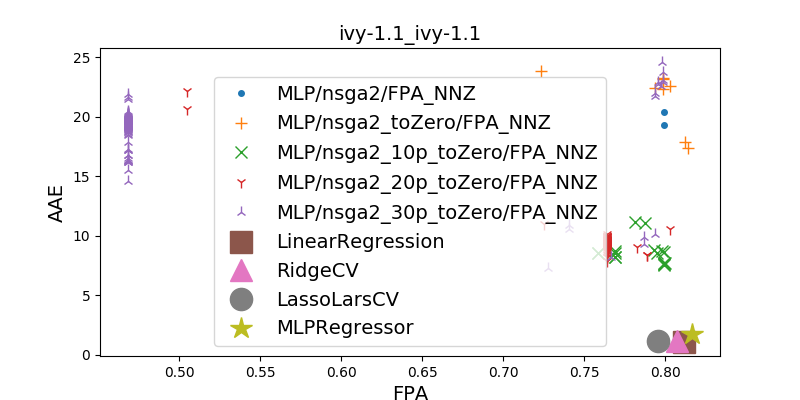 ivy-1.1_ivy-1.1
AAE
25
20
15
10
5
0
MLP/nsga2/FPA_NNZ
MLP/nsga2_toZero/FPA_NNZ
MLP/nsga2_10p_toZero/FPA_NNZ
MLP/nsga2_20p_toZero/FPA_NNZ
MLP/nsga2_30p_toZero/FPA_NNZ
LinearRegression
RidgeCV
LassoLarsCV
MLPRegressor
0.50 0.55 0.60 0.65 0.70 0.75 0.80
FPA